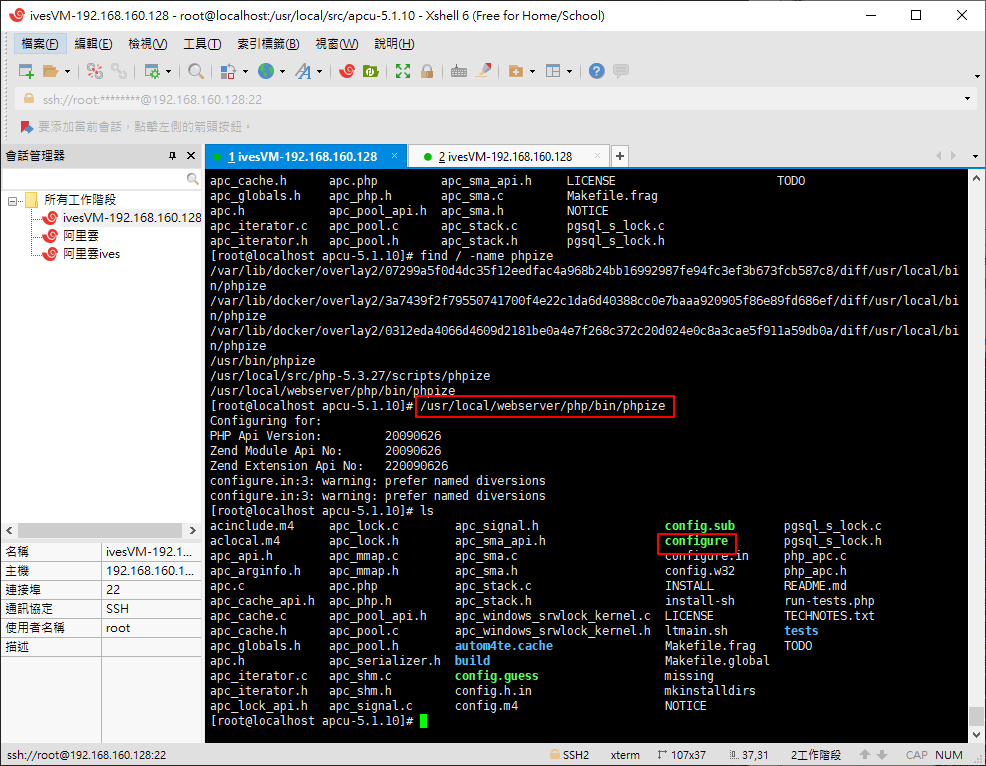 ivesVM-192.168.160.128 - root@localhost:/usr/local/src/apcu-5.1.10 - Xshell 6 (Free for Home/School)
檔案(F) 編輯(E) 檢視(V) 工具(T) 索引標籤(B) 視窗(W) 說明(H)
ssh://root:********@192.168.160.128:22
要添加當前會話，點擊左側的箭頭按鈕。
會話管理器
所有工作階段
ivesVM-192.168.160.128
阿里雲
阿里雲ives
名稱 ivesVM-192.1...
主機 192.168.160.1...
連接埠 22
通訊協定 SSH
使用者名稱 root
描述
1 ivesVM-192.168.160.128 × 2 ivesVM-192.168.160.128 × +
apc_cache.h apc.php apc_sma_api.h LICENSE TODO
apc_globals.h apc_php.h apc_sma.c Makefile.frag
apc.h apc_pool_api.h apc_sma.h NOTICE
apc_iterator.c apc_pool.c apc_stack.c pgsql_s_lock.c
apc_iterator.h apc_pool.h apc_stack.h pgsql_s_lock.h
[root@localhost apcu-5.1.10]# find / -name phpize
/var/lib/docker/overlay2/07299a5f0d4dc35f12eedfac4a968b24bb16992987fe94fc3ef3b673fcb587c8/diff/usr/local/bi
n/phpize
/var/lib/docker/overlay2/3a7439f2f79550741700f4e22c1da6d40388cc0e7baaa920905f86e89fd686ef/diff/usr/local/bi
n/phpize
/var/lib/docker/overlay2/0312eda4066d4609d2181be0a4e7f268c372c20d024e0c8a3cae5f911a59db0a/diff/usr/local/bi
n/phpize
/usr/bin/phpize
/usr/local/src/php-5.3.27/scripts/phpize
/usr/local/webserver/php/bin/phpize
[root@localhost apcu-5.1.10]# /usr/local/webserver/php/bin/phpize
Configuring for:
PHP Api Version: 20090626
Zend Module Api No: 20090626
Zend Extension Api No: 220090626
configure.in:3: warning: prefer named diversions
configure.in:3: warning: prefer named diversions
[root@localhost apcu-5.1.10]# ls
acinclude.m4 apc_lock.c apc_signal.h config.sub pgsql_s_lock.c
aclocal.m4 apc_lock.h apc_sma_api.h configure pgsql_s_lock.h
apc_api.h apc_mmap.c apc_sma.c configure.in php_apc.c
apc_arginfo.h apc_mmap.h apc_sma.h config.w32 php_apc.h
apc.c apc.php apc_stack.c INSTALL README.md
apc_cache_api.h apc_php.h apc_stack.h install-sh run-tests.php
apc_cache.c apc_pool_api.h apc_windows_srwlock_kernel.c LICENSE TECHNOTES.txt
apc_cache.h apc_pool.c apc_windows_srwlock_kernel.h ltmain.sh tests
apc_globals.h apc_pool.h autom4te.cache Makefile.frag TODO
apc.h apc_serializer.h build Makefile.global
apc_iterator.c apc_shm.c config.guess missing
apc_iterator.h apc_shm.h config.h.in mkinstalldirs
apc_lock_api.h apc_signal.c config.m4 NOTICE
[root@localhost apcu-5.1.10]#
ssh://root@192.168.160.128:22 SSH2 xterm 107x37 37,31 2工作階段 CAP NUM